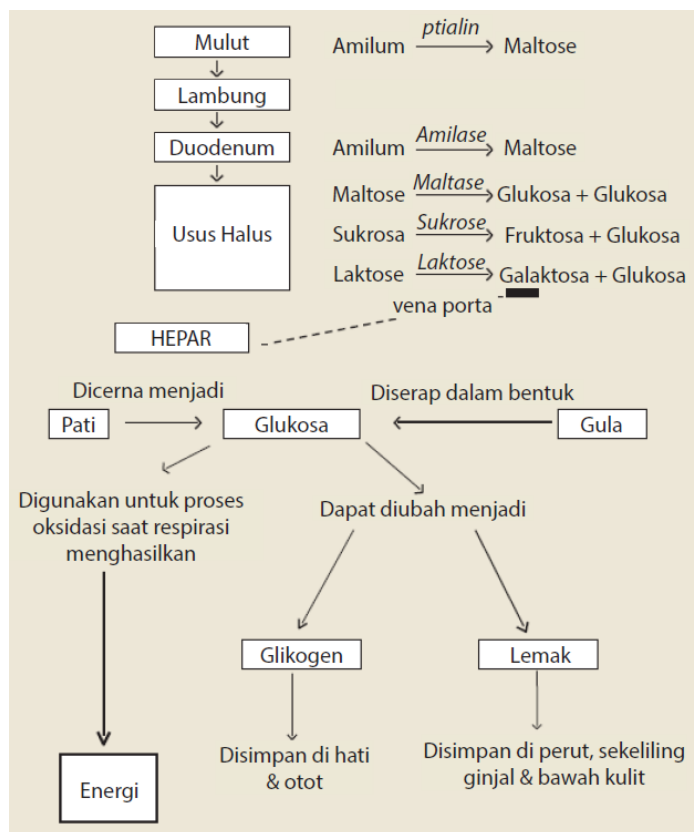 Mulut
Amilum ptialin Maltose
Lambung
Duodenum
Amilum Amilase Maltose
Usus Halus
Maltose Maltase Glukosa + Glukosa
Sukrosa Sukrose Fruktosa + Glukosa
Laktose Laktose Galaktosa + Glukosa
vena porta
HEPAR
Dicerna menjadi
Diserap dalam bentuk
Pati
Glukosa
Gula
Digunakan untuk proses
oksidasi saat respirasi
menghasilkan
Dapat diubah menjadi
Glikogen
Lemak
Disimpan di hati
& otot
Disimpan di perut, sekeliling
ginjal & bawah kulit
Energi